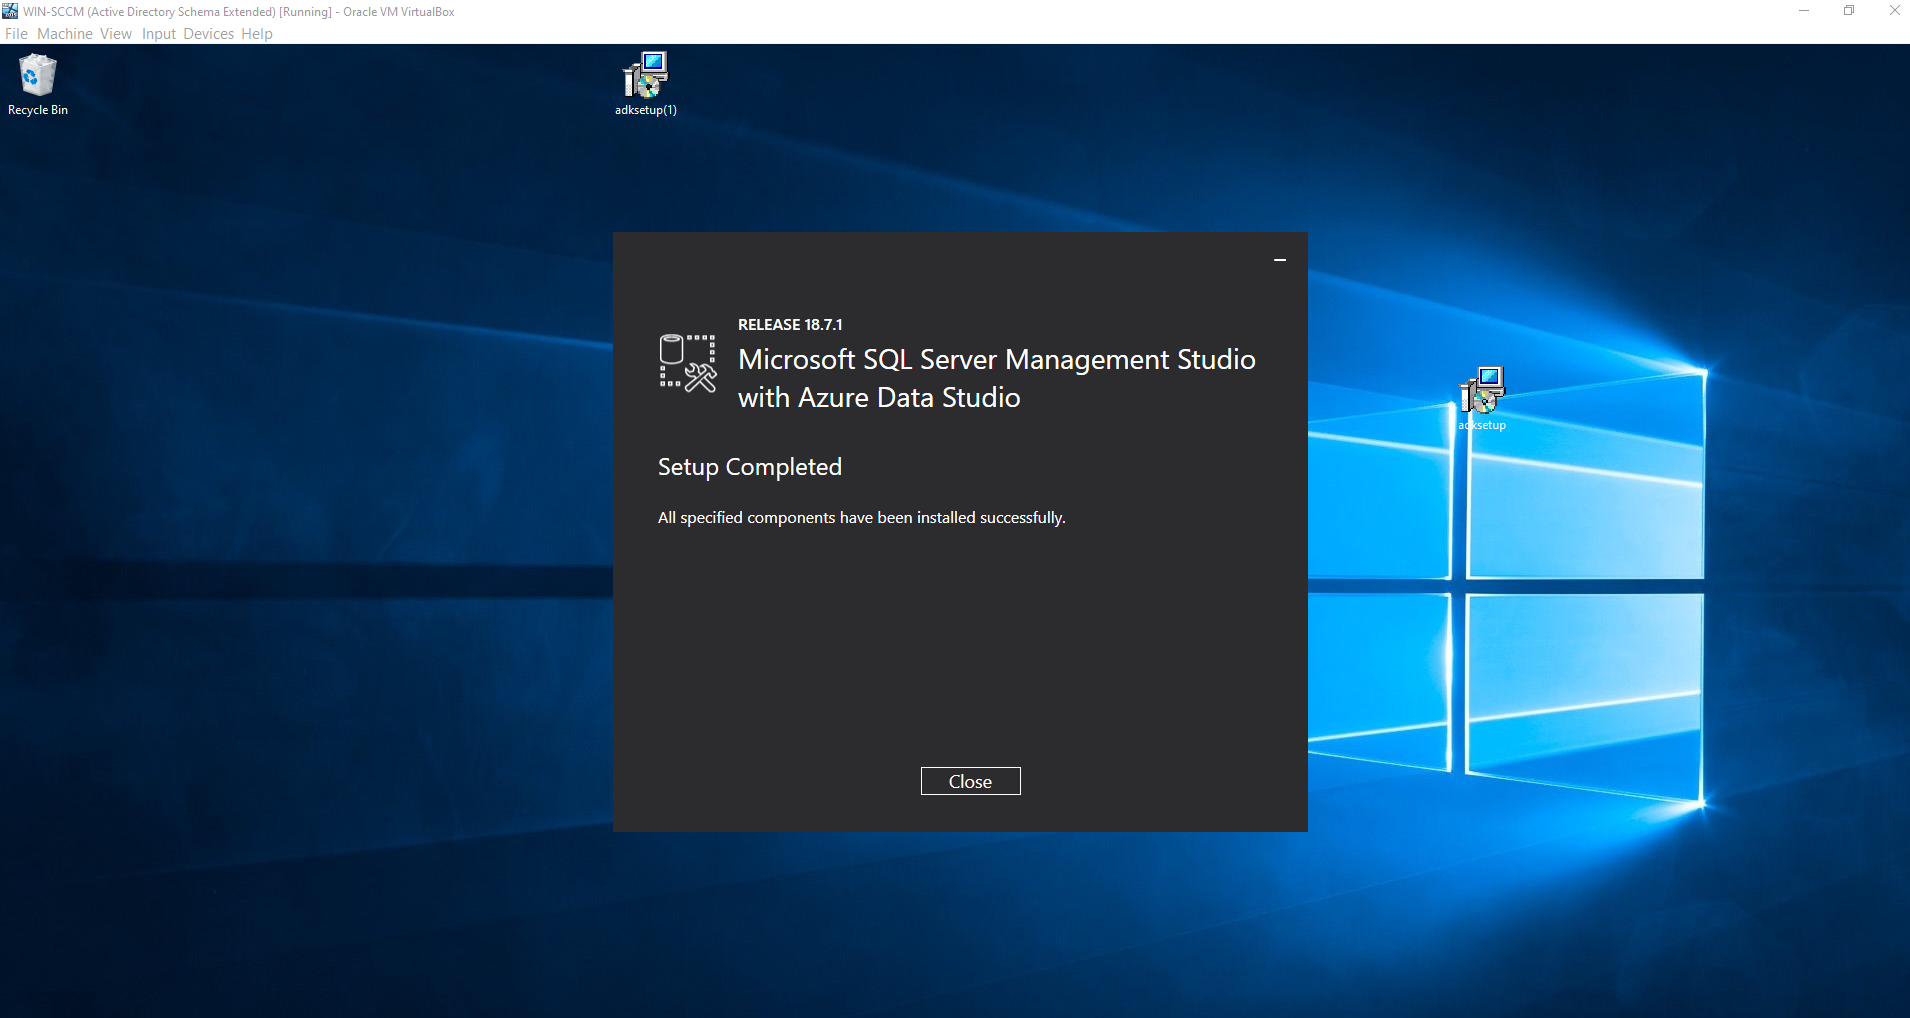 WIN-SCCM (Active Directory Schema Extended) [Running] - Oracle VM VirtualBox
File Machine View Input Devices Help
Recycle Bin
adksetup(1)
RELEASE 18.7.1
Microsoft SQL Server Management Studio
with Azure Data Studio
adksetup
Setup Completed
All specified components have been installed successfully.
Close